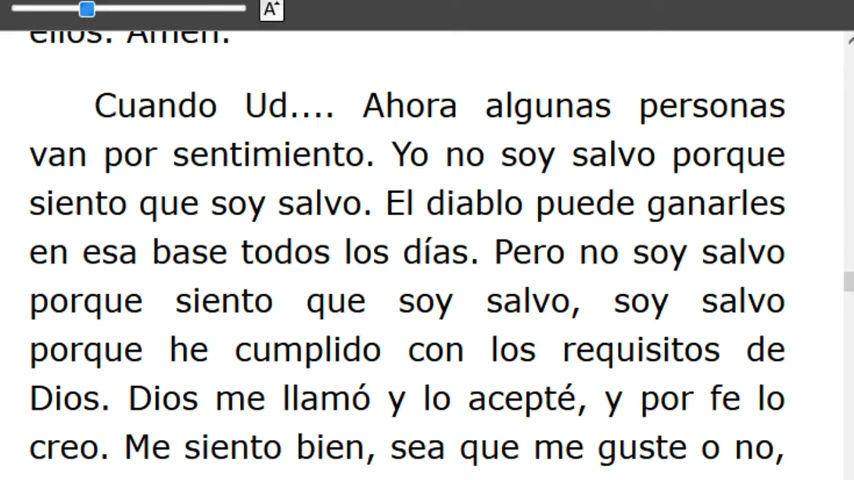 A
ellos. Amén.
Cuando Ud.... Ahora algunas personas
van por sentimiento. Yo no soy salvo porque
siento que soy salvo. El diablo puede ganarles
en esa base todos los días. Pero no soy salvo
porque siento que soy salvo, soy salvo
porque he cumplido con los requisitos de
Dios. Dios me llamó y lo acepté, y por fe lo
creo. Me siento bien, sea que me guste o no,